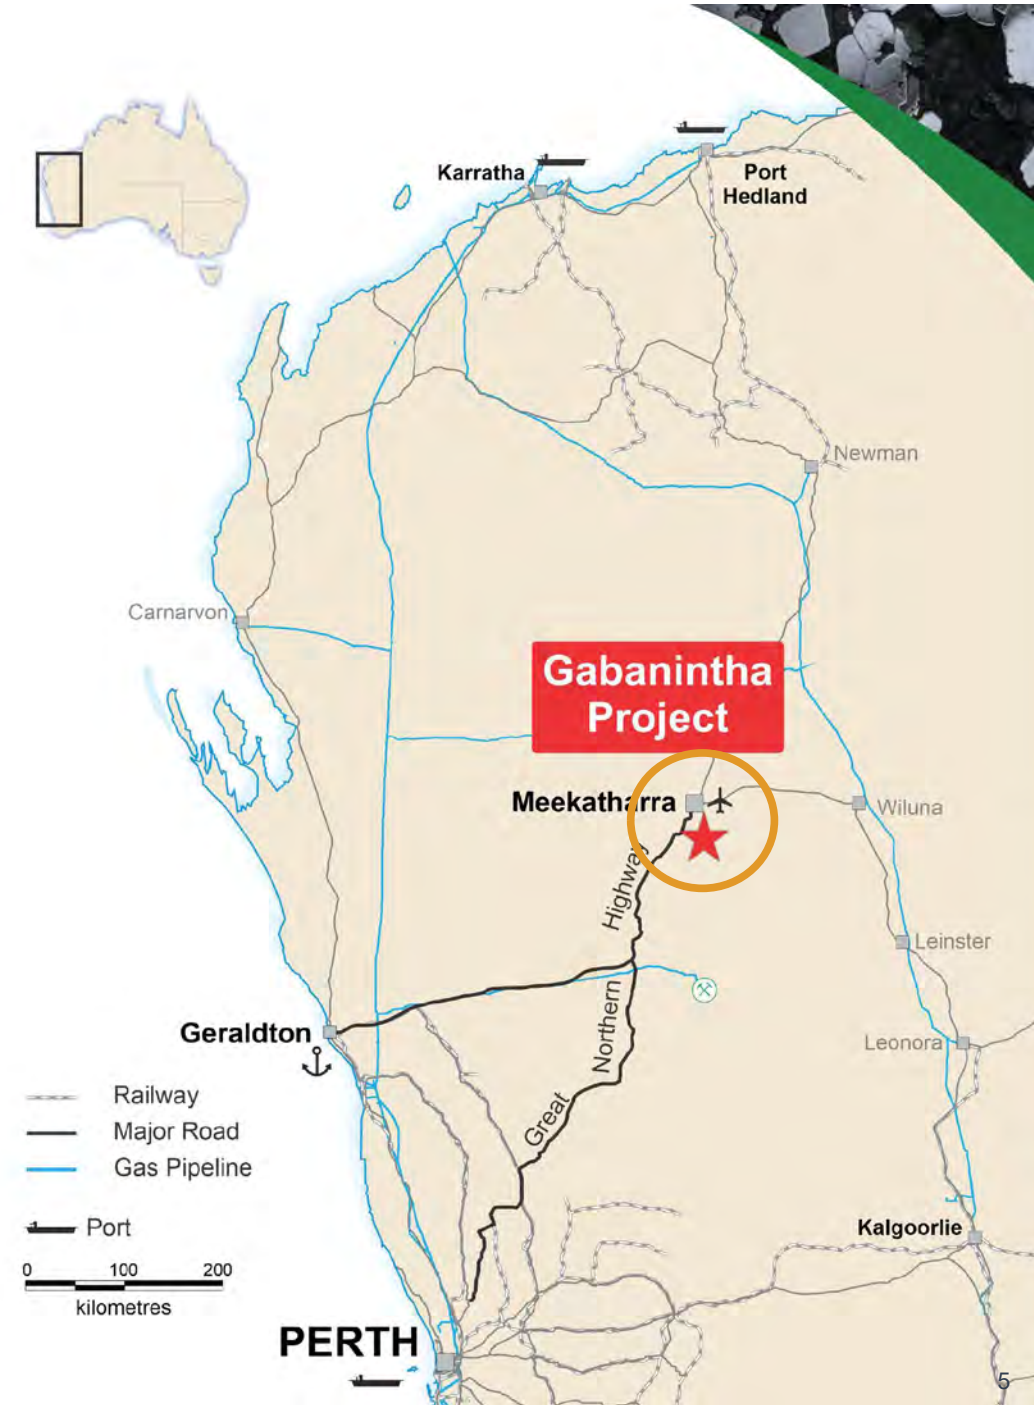 Karratha
Port
Hedland
Newman
Carnarvon
Gabanintha
Project
Meekatharra
Wiluna
Highway
Leinster
Northern
Geraldton
Leonora
Great
Railway
Major Road
Gas Pipeline
Port
Kalgoorlie
0 100 200
kilometres
PERTH
5